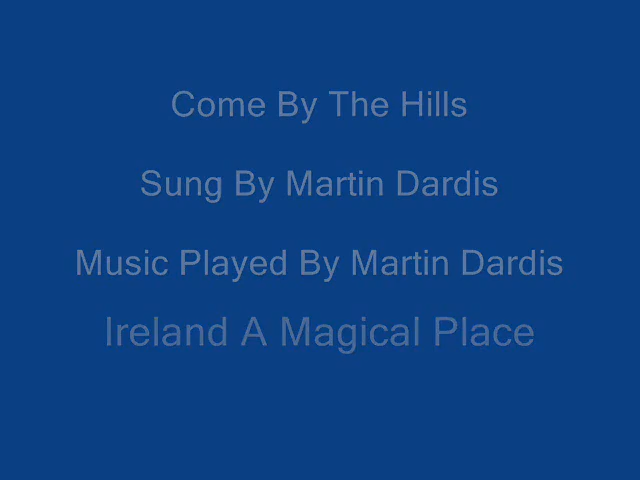 Come By The Hills
Sung By Martin Dardis
Music Played By Martin Dardis
Ireland A Magical Place